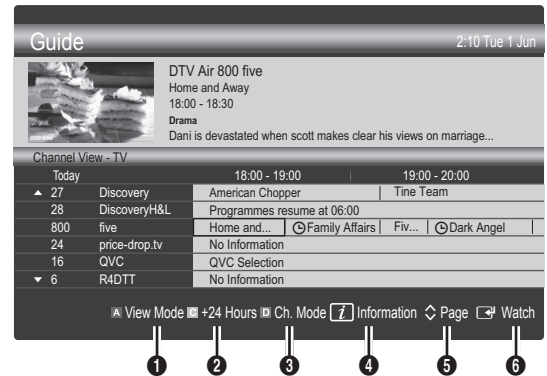 Guide 2:10 Tue 1 Jun
DTV Air 800 five
Home and Away
18:00 - 18:30
Drama
Dani is devastated when scott makes clear his views on marriage...
800 five
Channel View - TV
Today 18:00 - 19:00 19:00 - 20:00
▲ 27 Discovery American Chopper Tine Team
28 DiscoveryH&L Programmes resume at 06:00
800 five Home and... Family Affairs Fiv... Dark Angel
24 price-drop.tv No Information
16 QVC QVC Selection
▼ 6 R4DTT No Information
A View Mode C +24 Hours D Ch. Mode i Information Page Watch
1 2 3 4 5 6